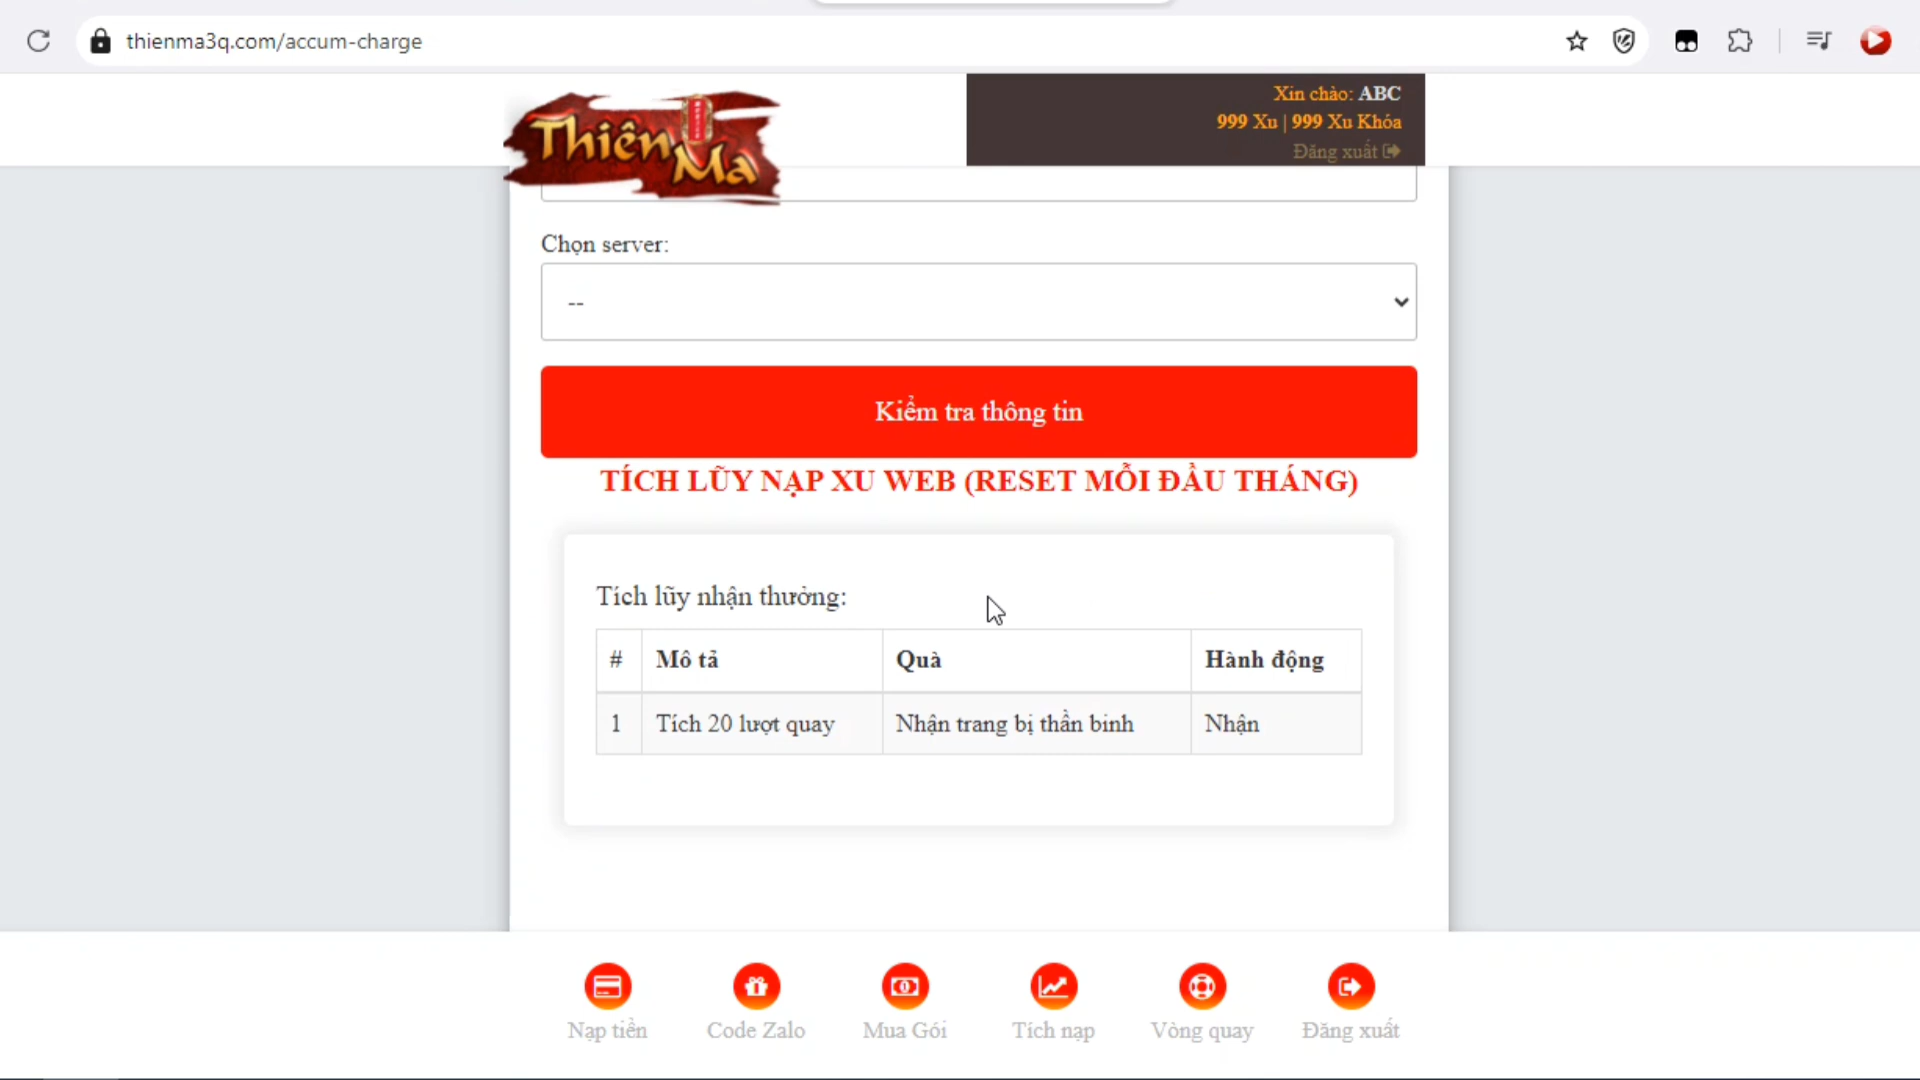 thienma3q.com/accum-charge
Thiên Ma
Xin chào: ABC
999 Xu | 999 Xu Khóa
Đăng xuất
Chọn server:
--
Kiểm tra thông tin
TÍCH LŨY NẠP XU WEB (RESET MỖI ĐẦU THÁNG)
Tích lũy nhận thưởng:
# Mô tả Quà Hành động
1 Tích 20 lượt quay Nhận trang bị thần binh Nhận
Nạp tiền Code Zalo Mua Gói Tích nạp Vòng quay Đăng xuất